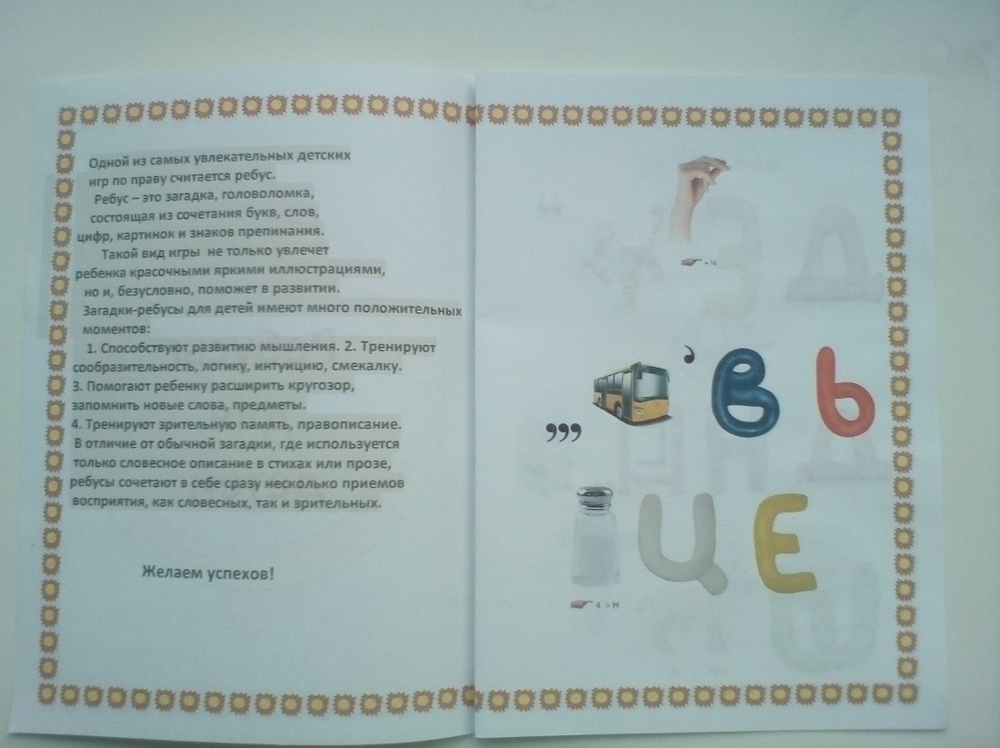 Одной из самых увлекательных детских
игр по праву считается ребус.
Ребус – это загадка, головоломка,
состоящая из сочетания букв, слов,
цифр, картинок и знаков препинания.
Такой вид игры не только увлечет
ребенка красочными яркими иллюстрациями,
но и, безусловно, поможет в развитии.
Загадки-ребусы для детей имеют много положительных
моментов:
1. Способствуют развитию мышления. 2. Тренируют
сообразительность, логику, интуицию, смекалку.
3. Помогают ребенку расширить кругозор,
запомнить новые слова, предметы.
4. Тренируют зрительную память, правописание.
В отличие от обычной загадки, где используется
только словесное описание в стихах или прозе,
ребусы сочетают в себе сразу несколько приемов
восприятия, как словесных, так и зрительных.
Желаем успехов!
+ Ч
,,, , В Ь
Ц Е
4 = Н